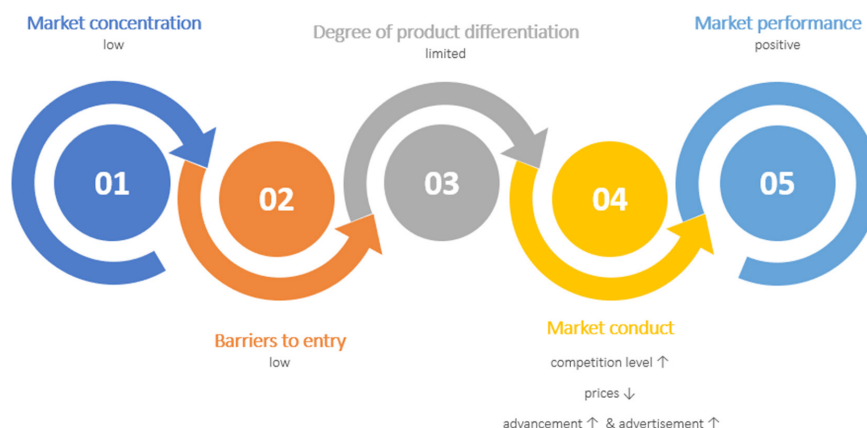 Market concentration
low
01
Barriers to entry
low
02
Degree of product differentiation
limited
03
Market conduct
competition level ↑
prices ↓
advancement ↑ & advertisement ↑
04
Market performance
positive
05